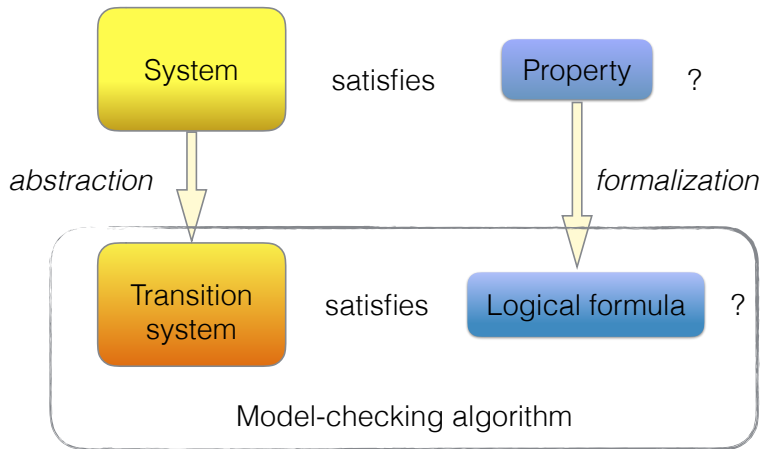 System satisfies Property ?
abstraction formalization
Transition
system
satisfies Logical formula ?
Model-checking algorithm